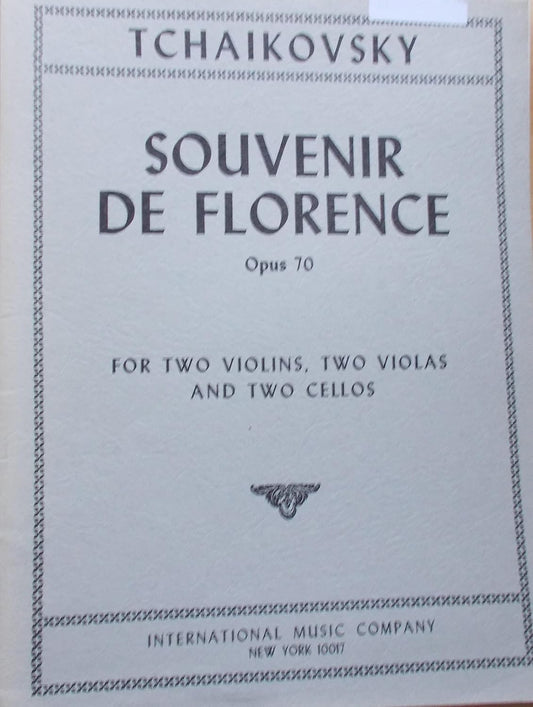 TCHAIKOVSKY
SOUVENIR
DE FLORENCE
Opus 70
FOR TWO VIOLINS, TWO VIOLAS
AND TWO CELLOS
INTERNATIONAL MUSIC COMPANY
NEW YORK 10017